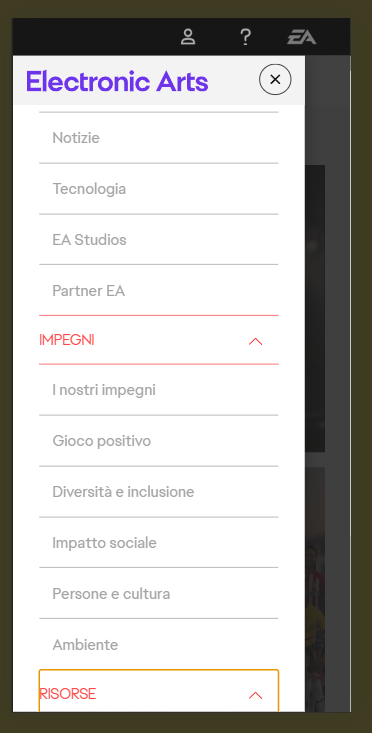 ?
EA
Electronic Arts
Notizie
Tecnologia
EA Studios
Partner EA
IMPEGNI
I nostri impegni
Gioco positivo
Diversità e inclusione
Impatto sociale
Persone e cultura
Ambiente
RISORSE